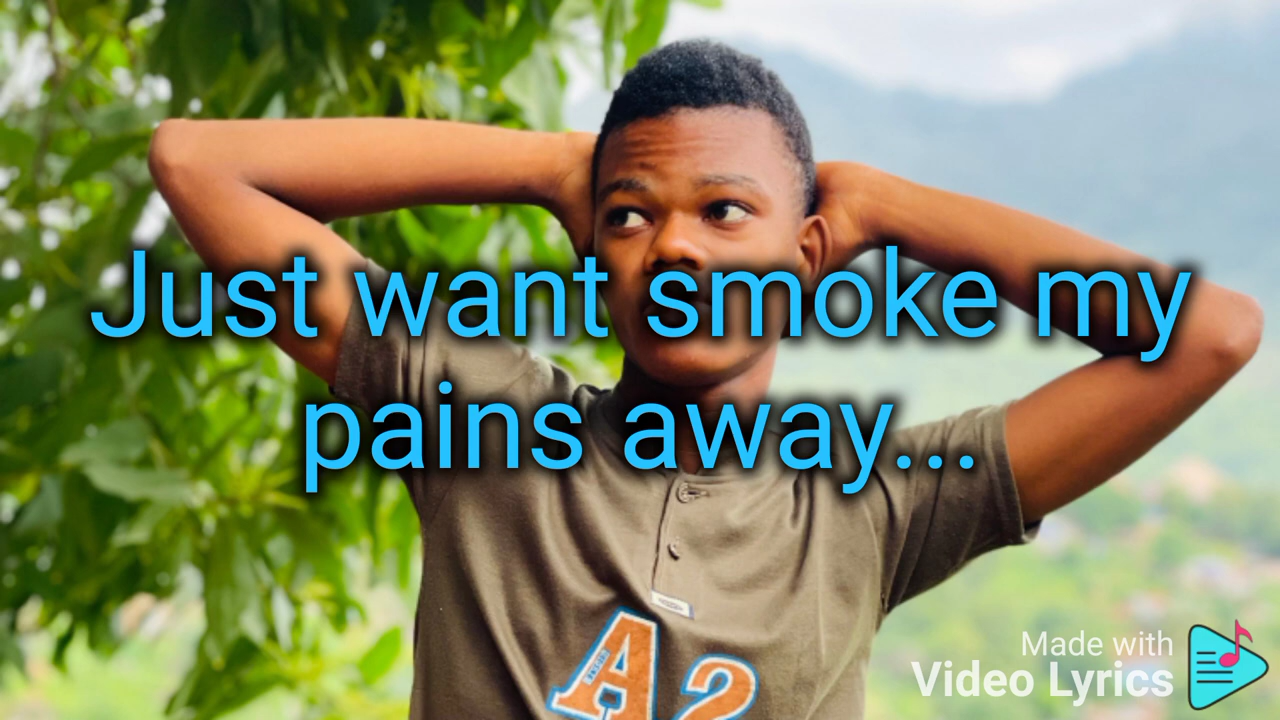 Just want smoke my
pains away...
A2
Made with
Video Lyrics